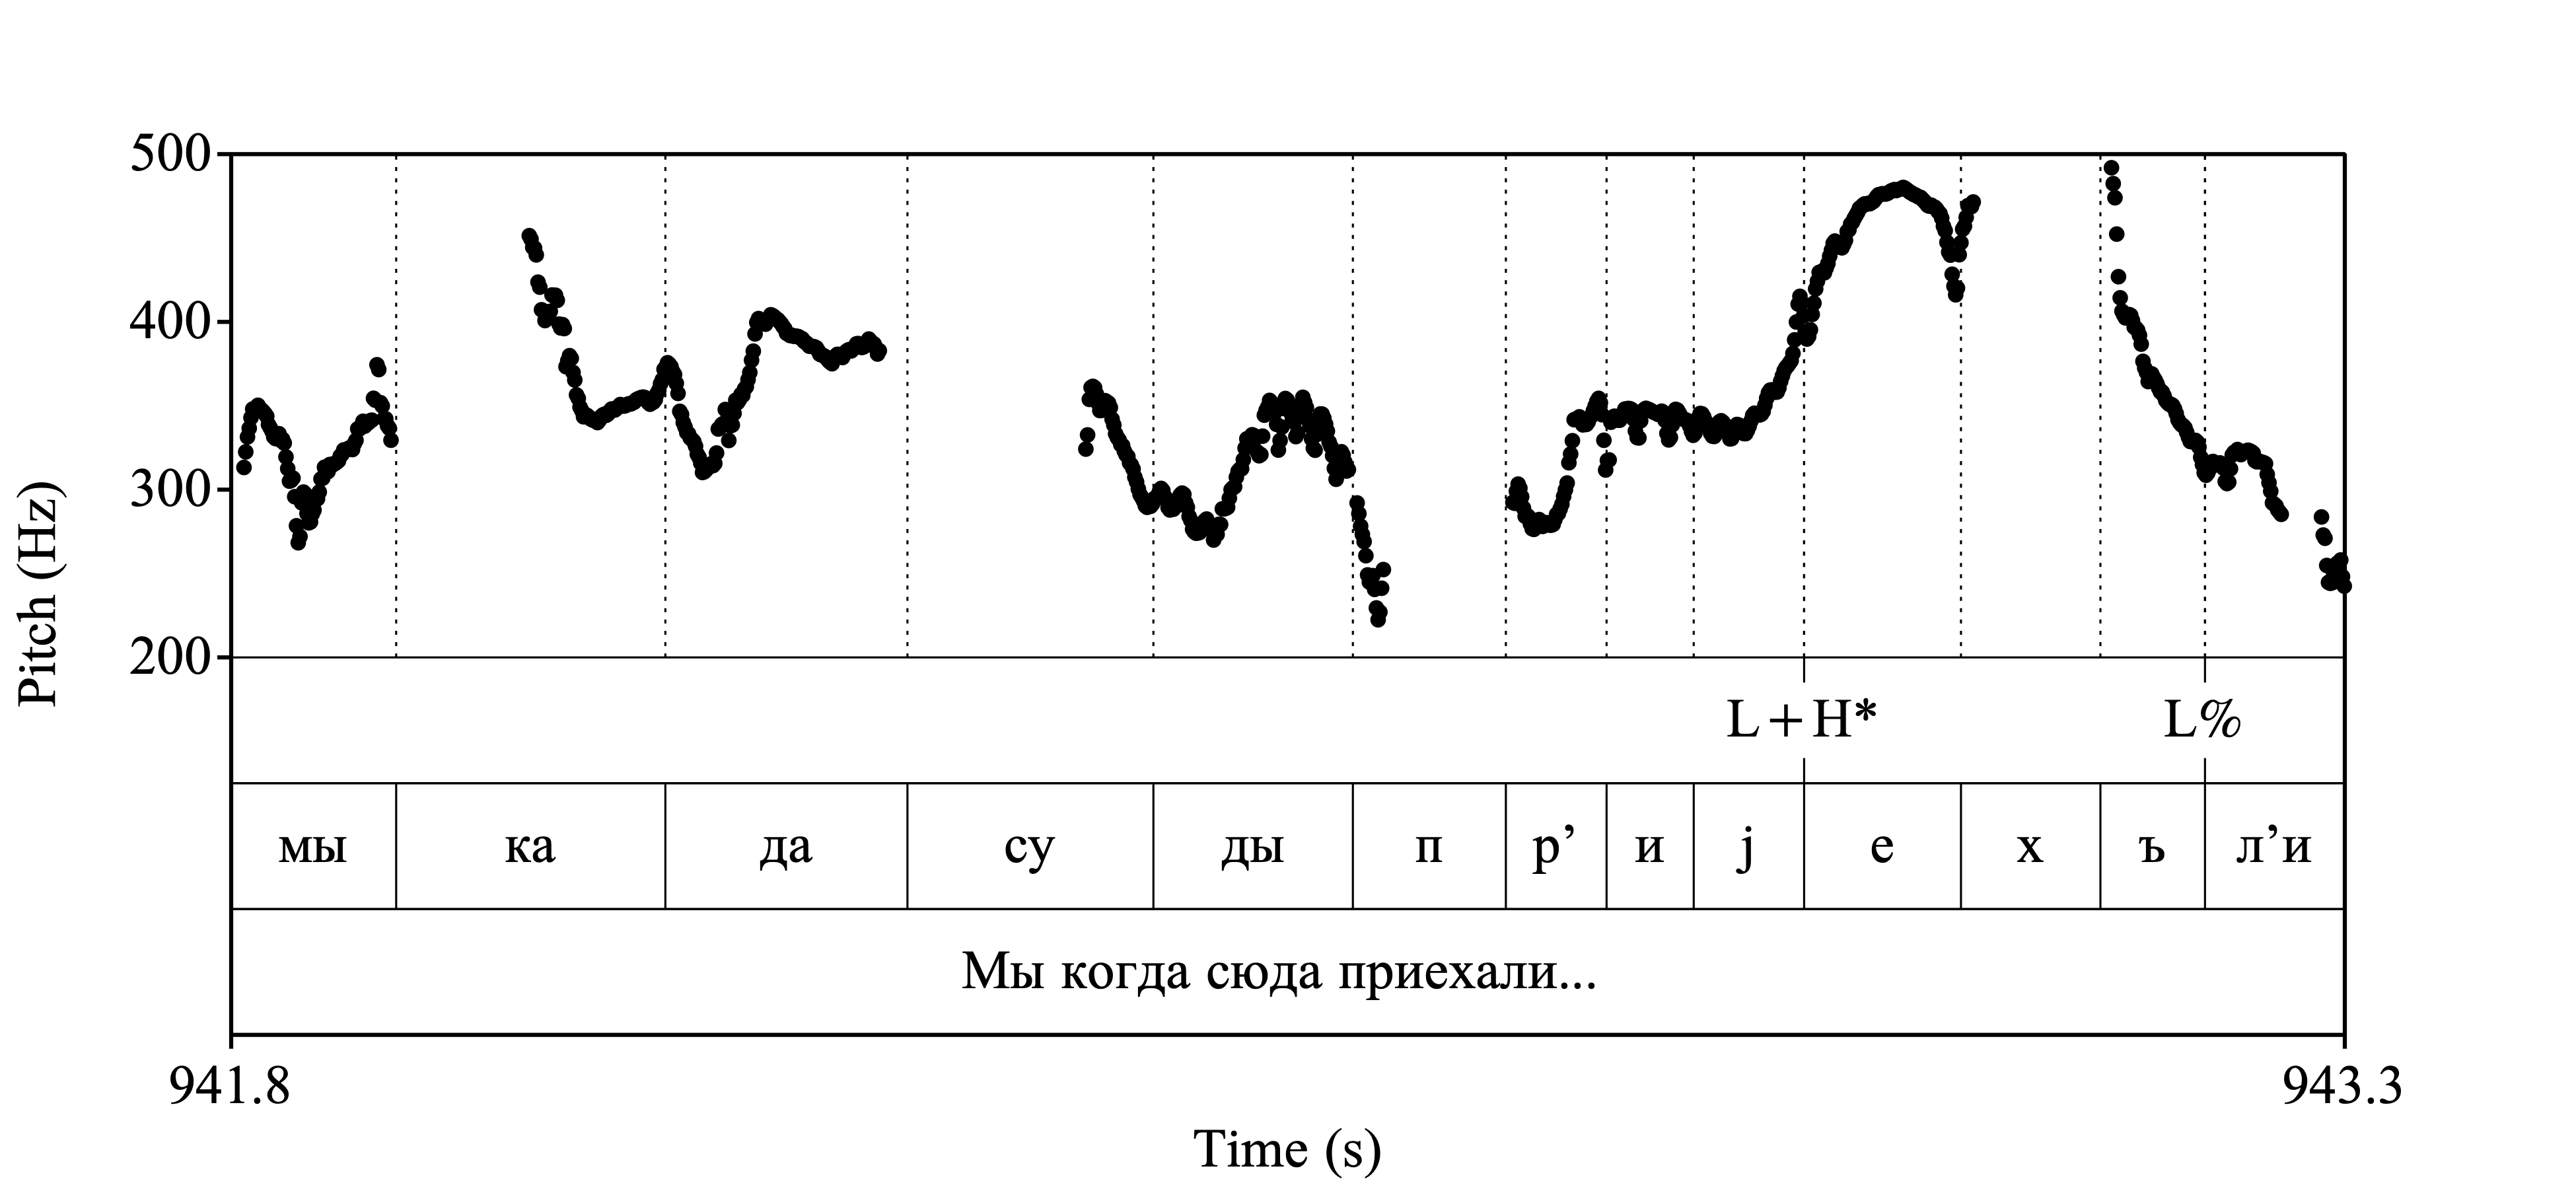 500
400
300
200
Pitch (Hz)
L+H* L%
мы ка да су ды п р’ и j е х ъ л’и
Мы когда сюда приехали...
941.8 943.3
Time (s)